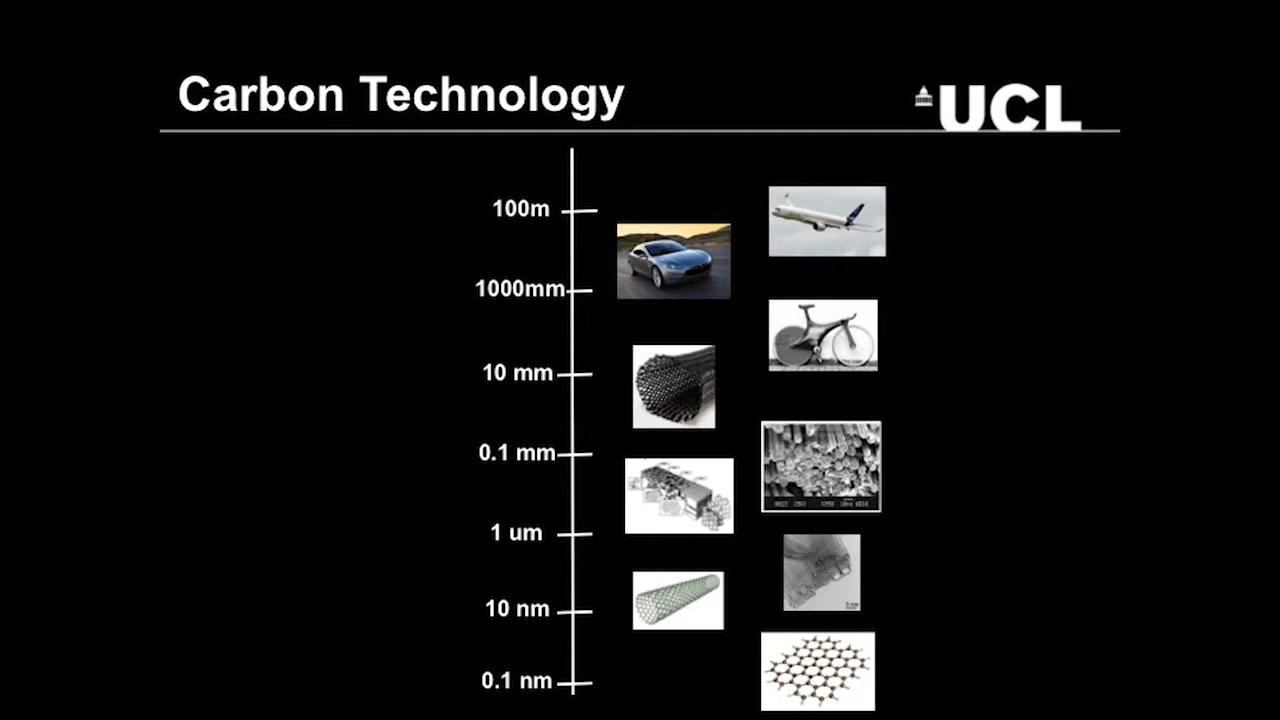 Carbon Technology
UCL
100m
1000mm
10 mm
0.1 mm
1 um
10 nm
0.1 nm